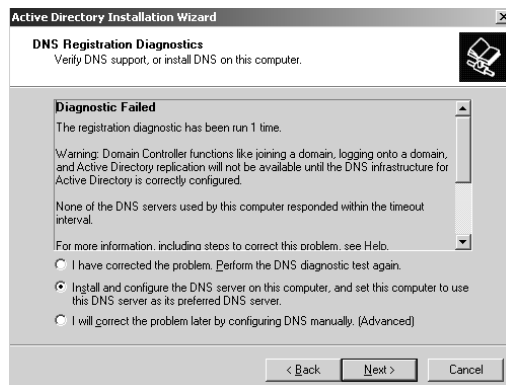 Active Directory Installation Wizard
DNS Registration Diagnostics
Verify DNS support, or install DNS on this computer.
Diagnostic Failed
The registration diagnostic has been run 1 time.
Warning: Domain Controller functions like joining a domain, logging onto a domain,
and Active Directory replication will not be available until the DNS infrastructure for
Active Directory is correctly configured.
None of the DNS servers used by this computer responded within the timeout
interval.
For more information, including steps to correct this problem, see Help.
I have corrected the problem. Perform the DNS diagnostic test again.
Install and configure the DNS server on this computer, and set this computer to use
this DNS server as its preferred DNS server.
I will correct the problem later by configuring DNS manually. (Advanced)
< Back
Next >
Cancel